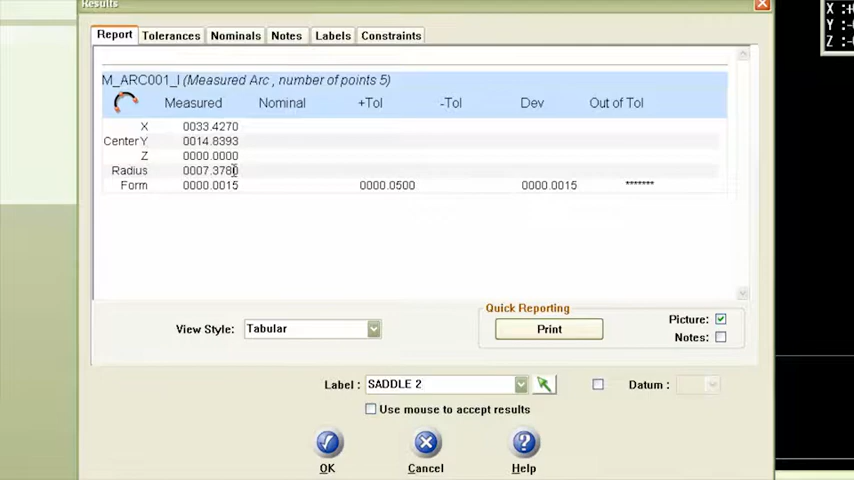 Results
X : +
Y : -
Z : -
Report Tolerances Nominals Notes Labels Constraints
M_ARC001_I (Measured Arc , number of points 5)
Measured Nominal +Tol -Tol Dev Out of Tol
X 0033.4270
Center Y 0014.8393
Z 0000.0000
Radius 0007.3780
Form 0000.0015 0000.0500 0000.0015 *******
Quick Reporting
View Style: Tabular Print Picture:
Notes:
Label : SADDLE 2 Datum :
Use mouse to accept results
OK Cancel Help